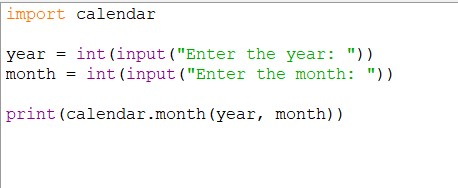 import calendar
year = int(input("Enter the year: "))
month = int(input("Enter the month: "))
print(calendar.month(year, month))